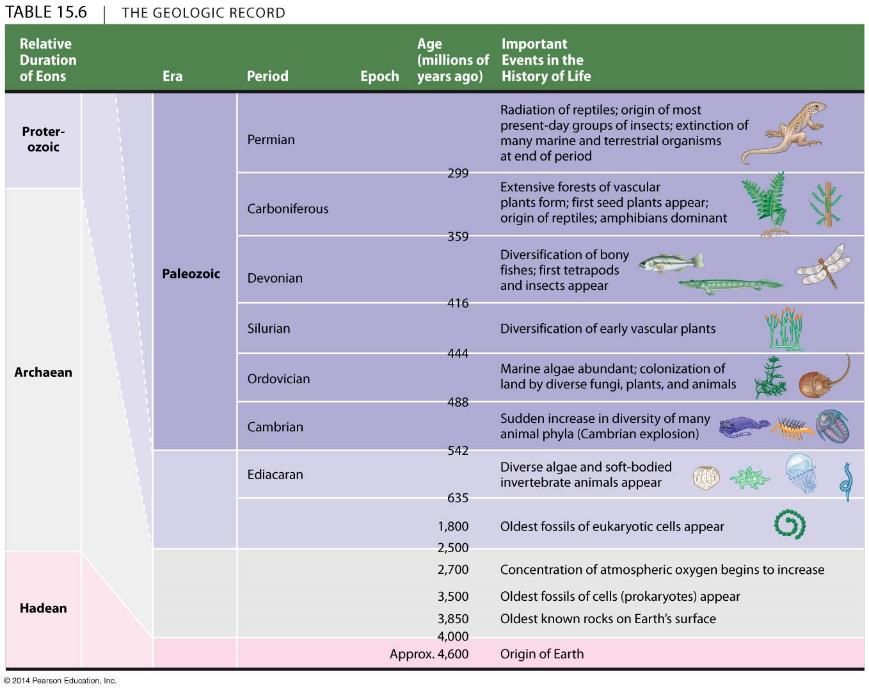 TABLE 15.6 | THE GEOLOGIC RECORD
Relative
Duration
of Eons
Era
Period
Epoch
Age
(millions of
years ago)
Important
Events in the
History of Life
Proter-
ozoic
Archaean
Hadean
Paleozoic
Permian
Radiation of reptiles; origin of most
present-day groups of insects; extinction of
many marine and terrestrial organisms
at end of period
299
Carboniferous
Extensive forests of vascular
plants form; first seed plants appear;
origin of reptiles; amphibians dominant
359
Devonian
Diversification of bony
fishes; first tetrapods
and insects appear
416
Silurian
Diversification of early vascular plants
444
Ordovician
Marine algae abundant; colonization of
land by diverse fungi, plants, and animals
488
Cambrian
Sudden increase in diversity of many
animal phyla (Cambrian explosion)
542
Ediacaran
Diverse algae and soft-bodied
invertebrate animals appear
635
1,800 Oldest fossils of eukaryotic cells appear
2,500
2,700 Concentration of atmospheric oxygen begins to increase
3,500 Oldest fossils of cells (prokaryotes) appear
3,850 Oldest known rocks on Earth's surface
4,000
Approx. 4,600 Origin of Earth
© 2014 Pearson Education, Inc.